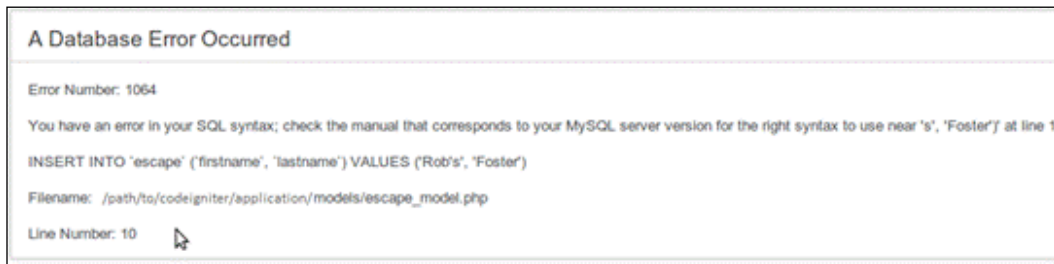 A Database Error Occurred
Error Number: 1064
You have an error in your SQL syntax; check the manual that corresponds to your MySQL server version for the right syntax to use near 's', 'Foster')' at line 1
INSERT INTO `escape` (`firstname`, `lastname`) VALUES ('Rob's', 'Foster')
Filename: /path/to/codeigniter/application/models/escape_model.php
Line Number: 10